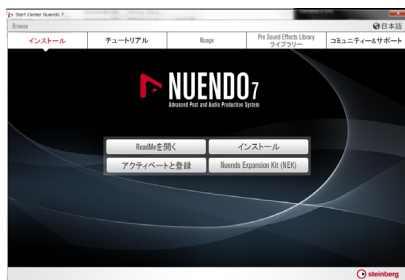 Start Center Nuendo 7
Browse
日本語
インストール
チュートリアル
Nuage
Pro Sound Effects Library
ライブラリー
コミュニティー&サポート
NUENDO 7
Advanced Post and Audio Production System
ReadMeを開く
インストール
アクティベートと登録
Nuendo Expansion Kit (NEK)
steinberg